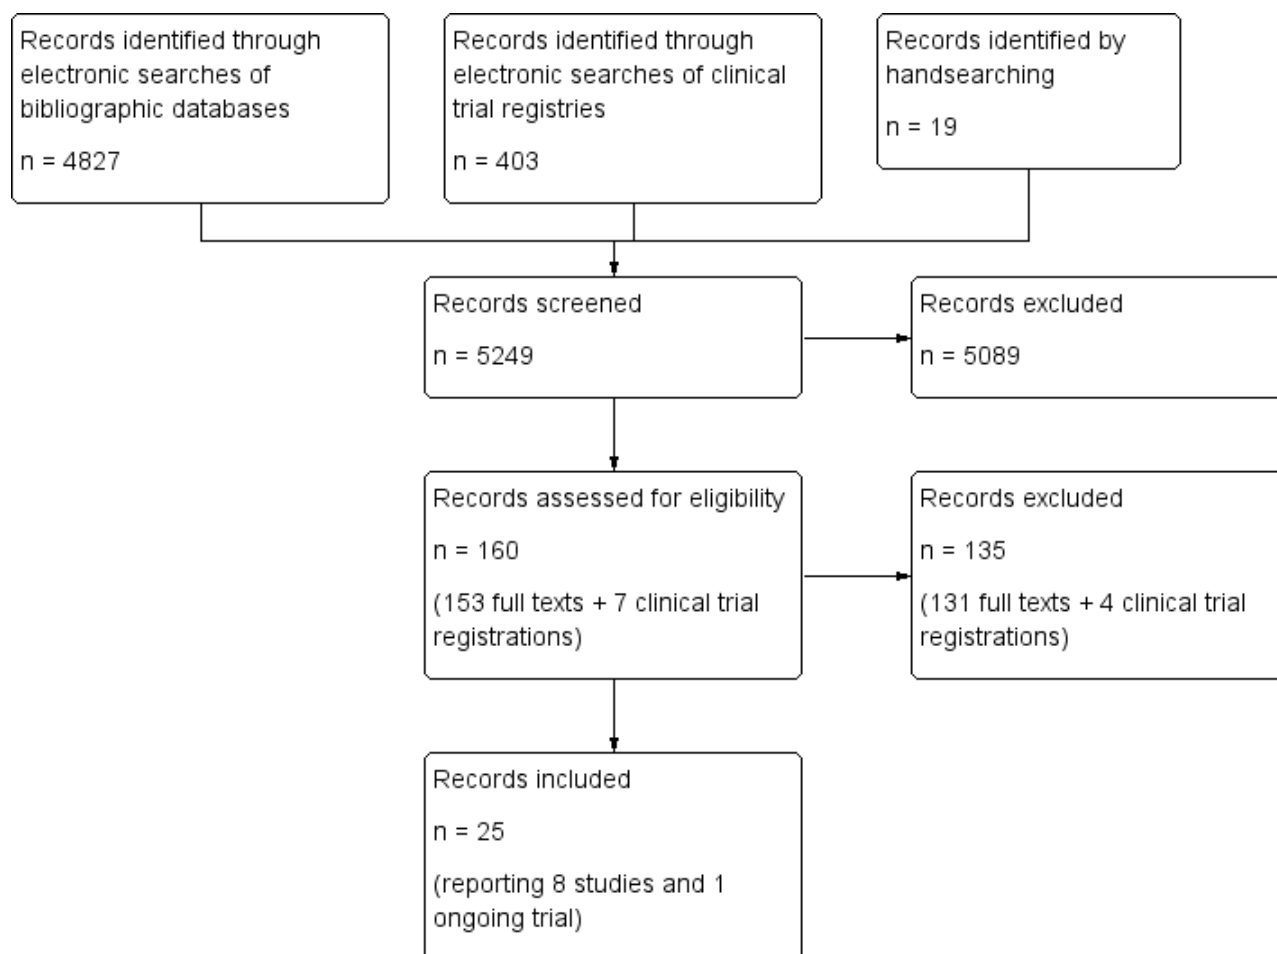 Records identified through
electronic searches of
bibliographic databases
n = 4827
Records identified through
electronic searches of clinical
trial registries
n = 403
Records identified by
handsearching
n = 19
Records screened
n = 5249
Records excluded
n = 5089
Records assessed for eligibility
n = 160
(153 full texts + 7 clinical trial
registrations)
Records excluded
n = 135
(131 full texts + 4 clinical trial
registrations)
Records included
n = 25
(reporting 8 studies and 1
ongoing trial)